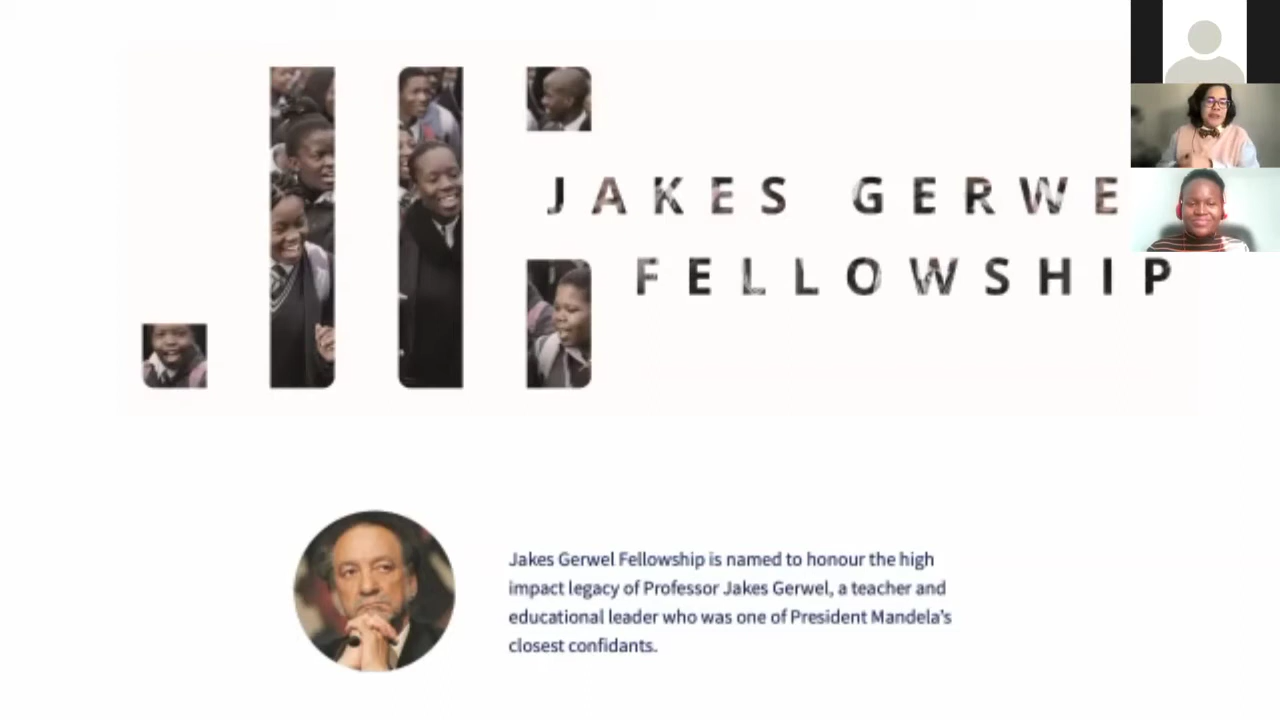 JAKES GERWE
FELLOWSHIP
Jakes Gerwel Fellowship is named to honour the high
impact legacy of Professor Jakes Gerwel, a teacher and
educational leader who was one of President Mandela's
closest confidants.